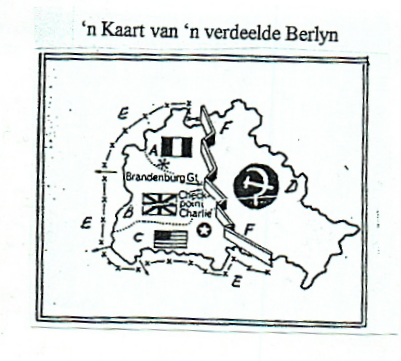 ‘n Kaart van ‘n verdeelde Berlyn
E
F
A
Brandenburg Gt.
D
Check
point
Charlie
B
E
C
F
E